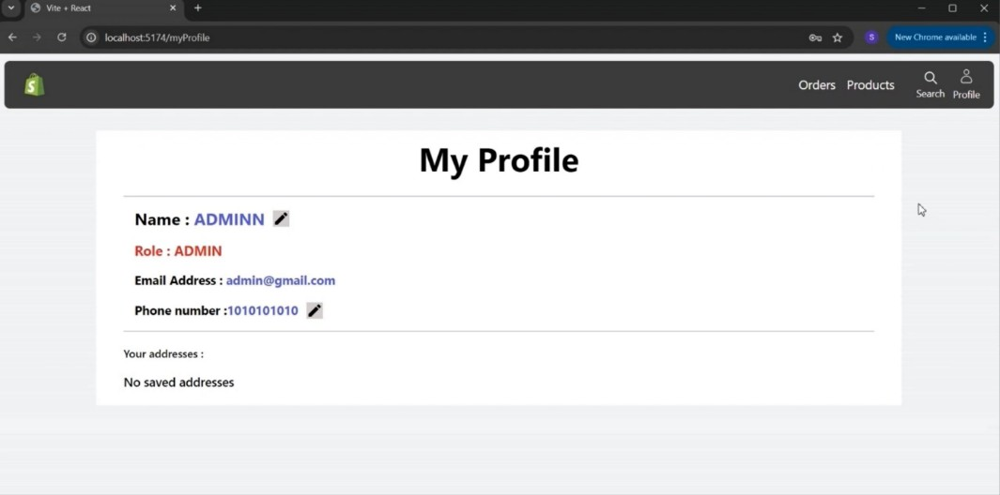 Vite + React
localhost:5174/myProfile
S
New Chrome available
S
Orders Products
Search Profile
My Profile
Name : ADMINN
Role : ADMIN
Email Address : admin@gmail.com
Phone number :1010101010
Your addresses :
No saved addresses